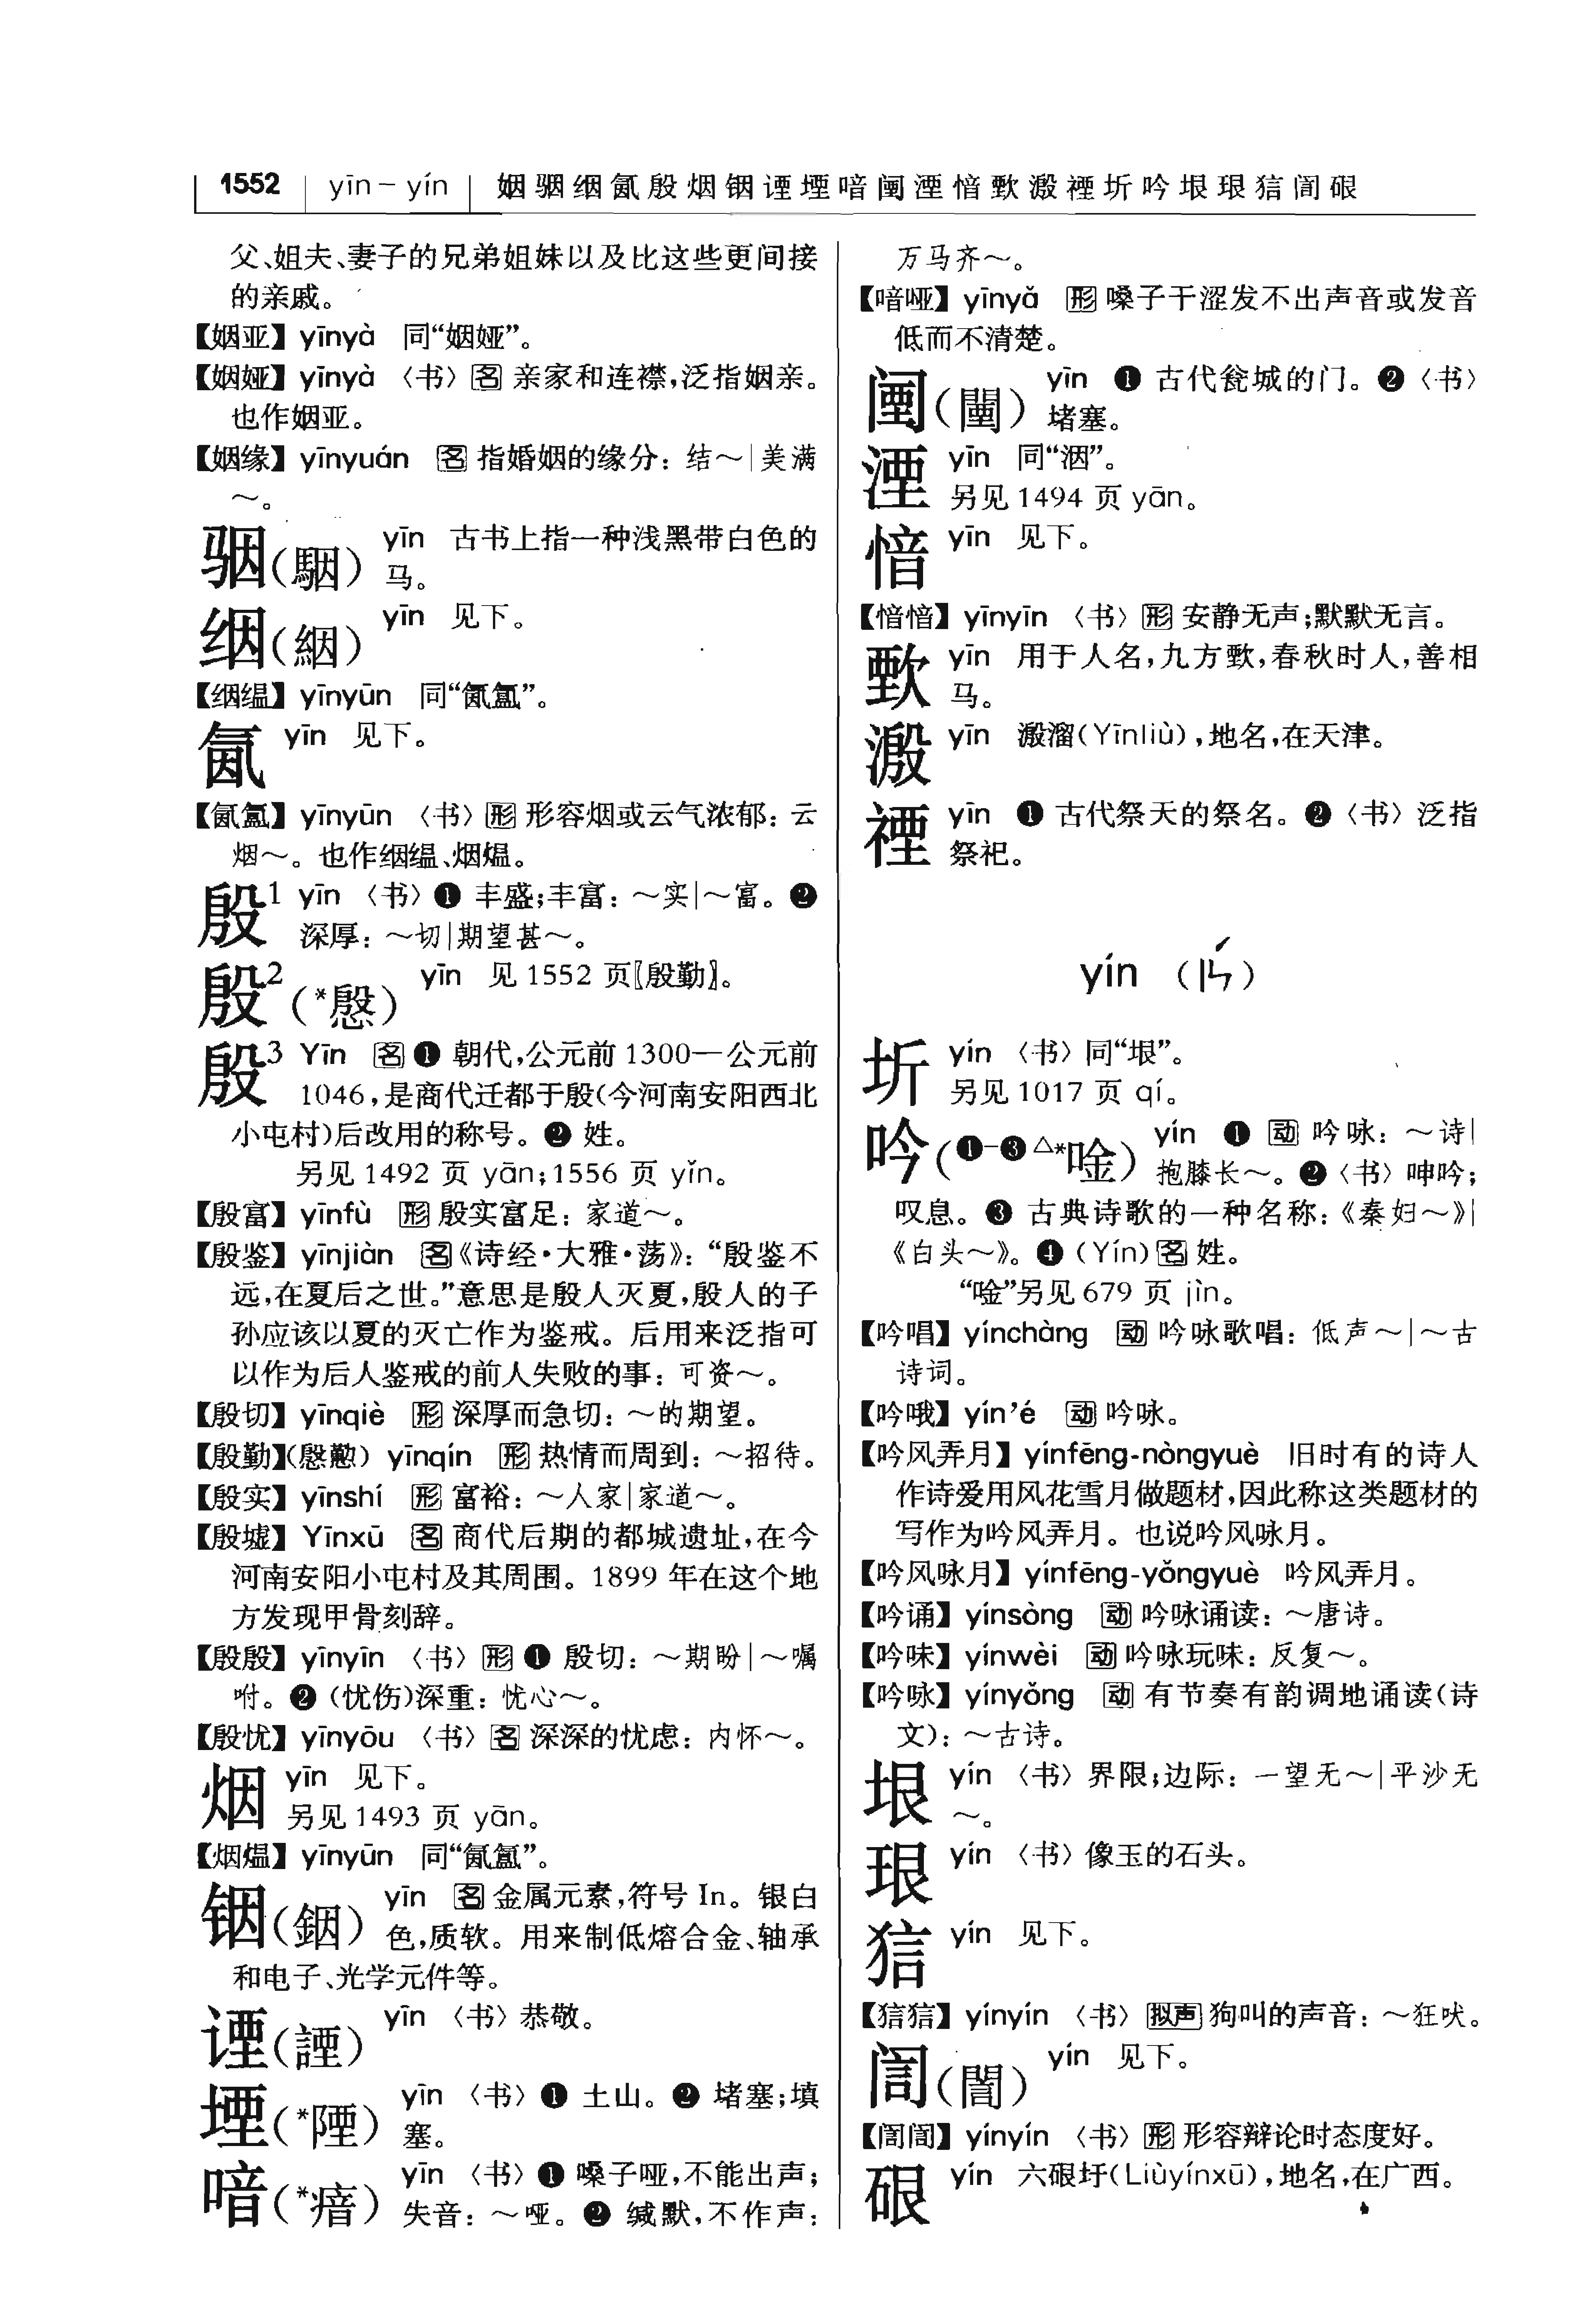 1552 yīn－yín 姻骃细氤殷烟铟𬤇堙喑闉湮愔歅溵禋圻吟垠珢狺訚硍
父、姐夫、妻子的兄弟姐妹以及比这些更间接
的亲戚。
【姻亚】yīnyà 同“姻娅”。
【姻娅】yīnyà 〈书〉名 亲家和连襟，泛指姻亲。
也作姻亚。
【姻缘】yīnyuán 名 指婚姻的缘分：结～|美满
～。
骃（駰） yīn 古书上指一种浅黑带白色的
马。
𬘡（絪） yīn 见下。
【𬘡缊】yīnyūn 同“氤氲”。
氤 yīn 见下。
【氤氲】yīnyūn 〈书〉形 形容烟或云气浓郁：云
烟～。也作𬘡缊、烟煴。
殷1 yīn 〈书〉❶ 丰盛；丰富：～实|～富。❷
深厚：～切|期望甚～。
殷2（*慇） yīn 见 1552 页〖殷勤〗。
殷3 Yīn 名 ❶ 朝代，公元前 1300—公元前
1046，是商代迁都于殷（今河南安阳西北
小屯村）后改用的称号。❷ 姓。
另见 1492 页 yān；1556 页 yǐn。
【殷富】yīnfù 形 殷实富足：家道～。
【殷鉴】yīnjiàn 名《诗经·大雅·荡》：“殷鉴不
远，在夏后之世。”意思是殷人灭夏，殷人的子
孙应该以夏的灭亡作为鉴戒。后用来泛指可
以作为后人鉴戒的前人失败的事：可资～。
【殷切】yīnqiè 形 深厚而急切：～的期望。
【殷勤】（慇懃） yīnqín 形 热情而周到：～招待。
【殷实】yīnshí 形 富裕：～人家|家道～。
【殷墟】Yīnxū 名 商代后期的都城遗址，在今
河南安阳小屯村及其周围。1899 年在这个地
方发现甲骨刻辞。
【殷殷】yīnyīn 〈书〉形 ❶ 殷切：～期盼|～嘱
咐。❷（忧伤）深重：忧心～。
【殷忧】yīnyōu 〈书〉名 深深的忧虑：内怀～。
烟 yīn 见下。
另见 1493 页 yān。
【烟煴】yīnyūn 同“氤氲”。
铟（銦） yīn 名 金属元素，符号 In。银白
色，质软。用来制低熔合金、轴承
和电子、光学元件等。
𬤇（諲） yīn 〈书〉恭敬。
堙（*陻） yīn 〈书〉❶ 土山。❷ 堵塞；填
塞。
喑（*瘖） yīn 〈书〉❶ 嗓子哑，不能出声；
失音：～哑。❷ 缄默，不作声：
万马齐～。
【喑哑】yīnyǎ 形 嗓子干涩发不出声音或发音
低而不清楚。
𬮱（闉） yīn ❶ 古代瓮城的门。❷〈书〉
堵塞。
湮 yīn 同“洇”。
另见 1494 页 yān。
愔 yīn 见下。
【愔愔】yīnyīn 〈书〉形 安静无声；默默无言。
歅 yīn 用于人名，九方歅，春秋时人，善相
马。
溵 yīn 溵溜（Yīnliù），地名，在天津。
禋 yīn ❶ 古代祭天的祭名。❷〈书〉泛指
祭祀。
yín （ㄧㄣˊ）
圻 yín 〈书〉同“垠”。
另见 1017 页 qí。
吟（❶-❸△*唫） yín ❶ 动 吟咏：～诗|
抱膝长～。❷〈书〉呻吟；
叹息。❸ 古典诗歌的一种名称：《秦妇～》|
《白头～》。❹（Yín）名 姓。
“唫”另见 679 页 jìn。
【吟唱】yínchàng 动 吟咏歌唱：低声～|～古
诗词。
【吟哦】yín’é 动 吟咏。
【吟风弄月】yínfēng-nòngyuè 旧时有的诗人
作诗爱用风花雪月做题材，因此称这类题材的
写作为吟风弄月。也说吟风咏月。
【吟风咏月】yínfēng-yǒngyuè 吟风弄月。
【吟诵】yínsòng 动 吟咏诵读：～唐诗。
【吟味】yínwèi 动 吟咏玩味：反复～。
【吟咏】yínyǒng 动 有节奏有韵调地诵读（诗
文）：～古诗。
垠 yín 〈书〉界限；边际：一望无～|平沙无
～。
珢 yín 〈书〉像玉的石头。
狺 yín 见下。
【狺狺】yínyín 〈书〉拟声 狗叫的声音：～狂吠。
訚（誾） yín 见下。
【訚訚】yínyín 〈书〉形 形容辩论时态度好。
硍 yín 六硍圩（Liùyínxū），地名，在广西。